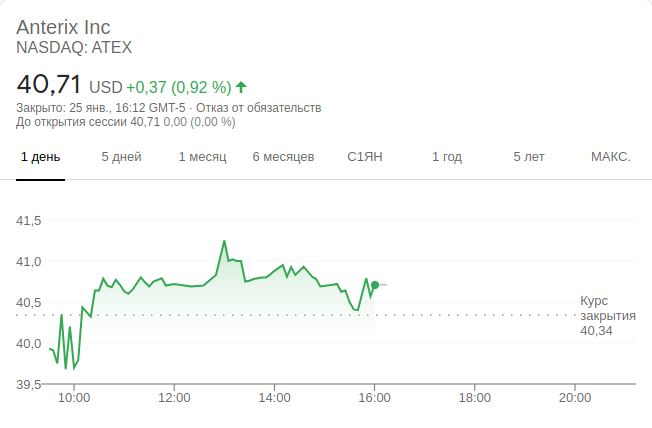 Anterix Inc
NASDAQ: ATEX
40,71 USD +0,37 (0,92 %)
Закрыто: 25 янв., 16:12 GMT-5 · Отказ от обязательств
До открытия сессии 40,71 0,00 (0,00 %)
1 день 5 дней 1 месяц 6 месяцев С1ЯН 1 год 5 лет МАКС.
41,5
41,0
40,5
40,0
39,5
Курс
закрытия
40,34
10:00 12:00 14:00 16:00 18:00 20:00